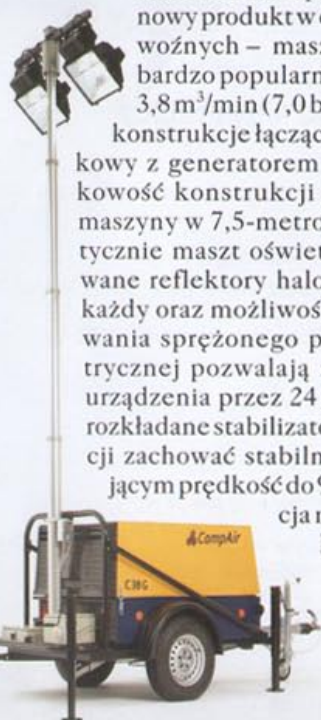 nowy produkt w
woźnych – masz
bardzo popularn
3,8 m³/min (7,0 b
konstrukcje łącząc
kowy z generatorem
kowość konstrukcji
maszyny w 7,5-metro
tycznie maszt oświet
wane reflektory halo
każdy oraz możliwoś
wania sprężonego p
trycznej pozwalają
urządzenia przez 24
rozkładane stabilizato
cji zachować stabiln
jącym prędkość do
cja
CompAir
C38G